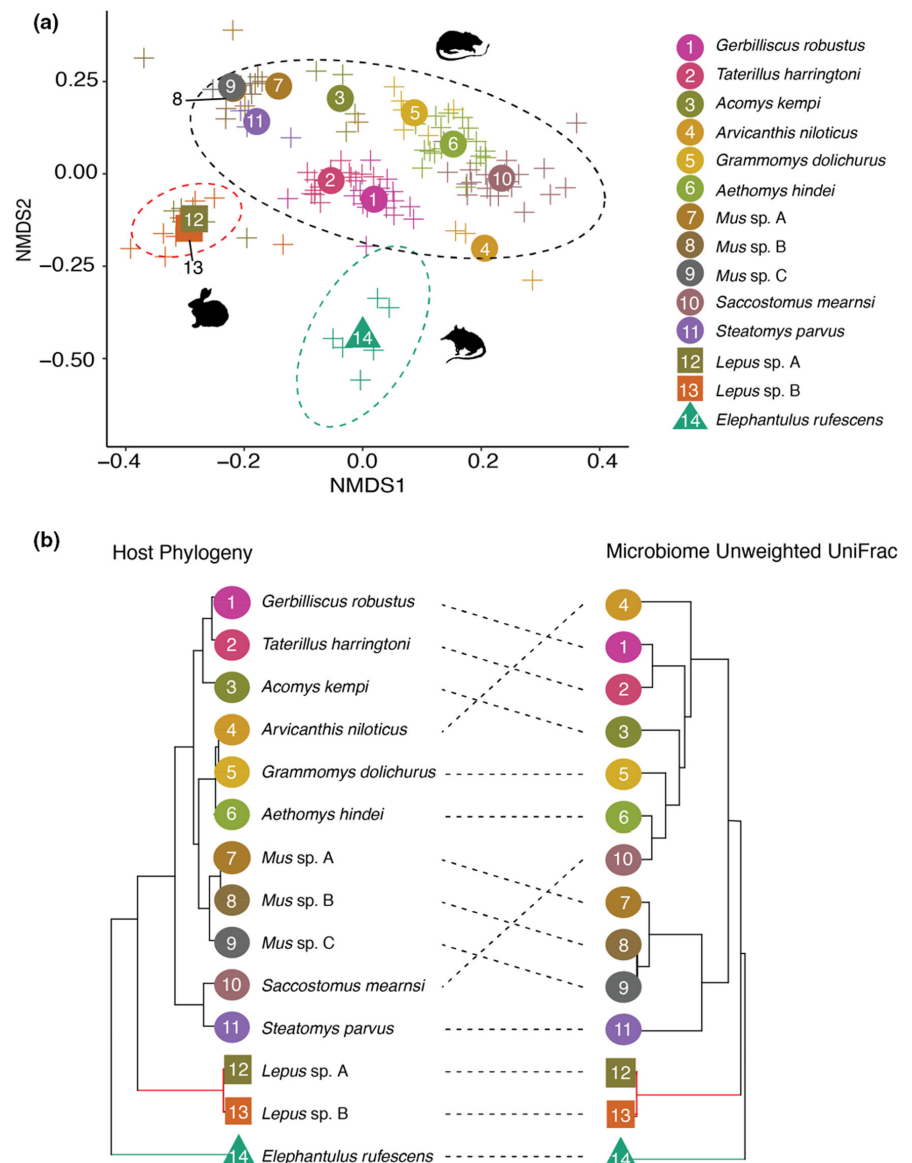 (a)
0.25
0.00
−0.25
−0.50
NMDS2
−0.4
−0.2
0.0
0.2
0.4
NMDS1
9
7
8
11
3
5
6
2
1
10
4
12
13
14
1 Gerbilliscus robustus
2 Taterillus harringtoni
3 Acomys kempi
4 Arvicanthis niloticus
5 Grammomys dolichurus
6 Aethomys hindei
7 Mus sp. A
8 Mus sp. B
9 Mus sp. C
10 Saccostomus mearnsi
11 Steatomys parvus
12 Lepus sp. A
13 Lepus sp. B
14 Elephantulus rufescens
(b)
Host Phylogeny
Microbiome Unweighted UniFrac
1 Gerbilliscus robustus
2 Taterillus harringtoni
3 Acomys kempi
4 Arvicanthis niloticus
5 Grammomys dolichurus
6 Aethomys hindei
7 Mus sp. A
8 Mus sp. B
9 Mus sp. C
10 Saccostomus mearnsi
11 Steatomys parvus
12 Lepus sp. A
13 Lepus sp. B
14 Elephantulus rufescens
4
1
2
3
5
6
10
7
8
9
11
12
13
14